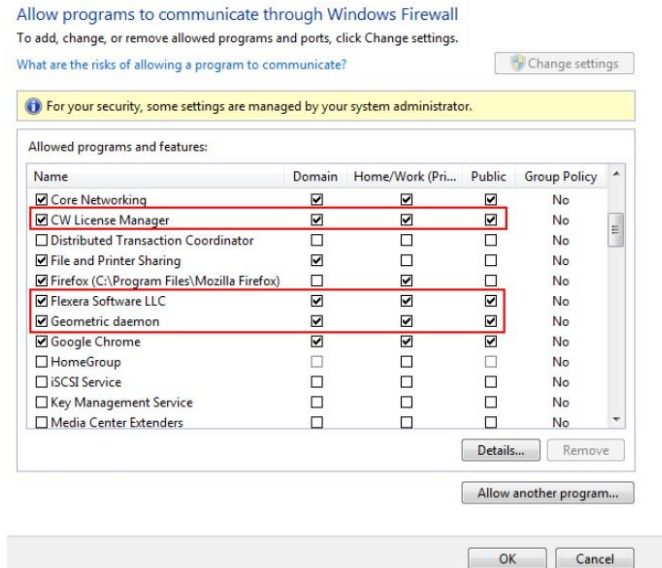 Allow programs to communicate through Windows Firewall
To add, change, or remove allowed programs and ports, click Change settings.
What are the risks of allowing a program to communicate?
Change settings
For your security, some settings are managed by your system administrator.
Allowed programs and features:
Name Domain Home/Work (Pri... Public Group Policy
Core Networking No
CW License Manager No
Distributed Transaction Coordinator No
File and Printer Sharing No
Firefox (C:\Program Files\Mozilla Firefox) No
Flexera Software LLC No
Geometric daemon No
Google Chrome No
HomeGroup No
iSCSI Service No
Key Management Service No
Media Center Extenders No
Details... Remove
Allow another program...
OK Cancel